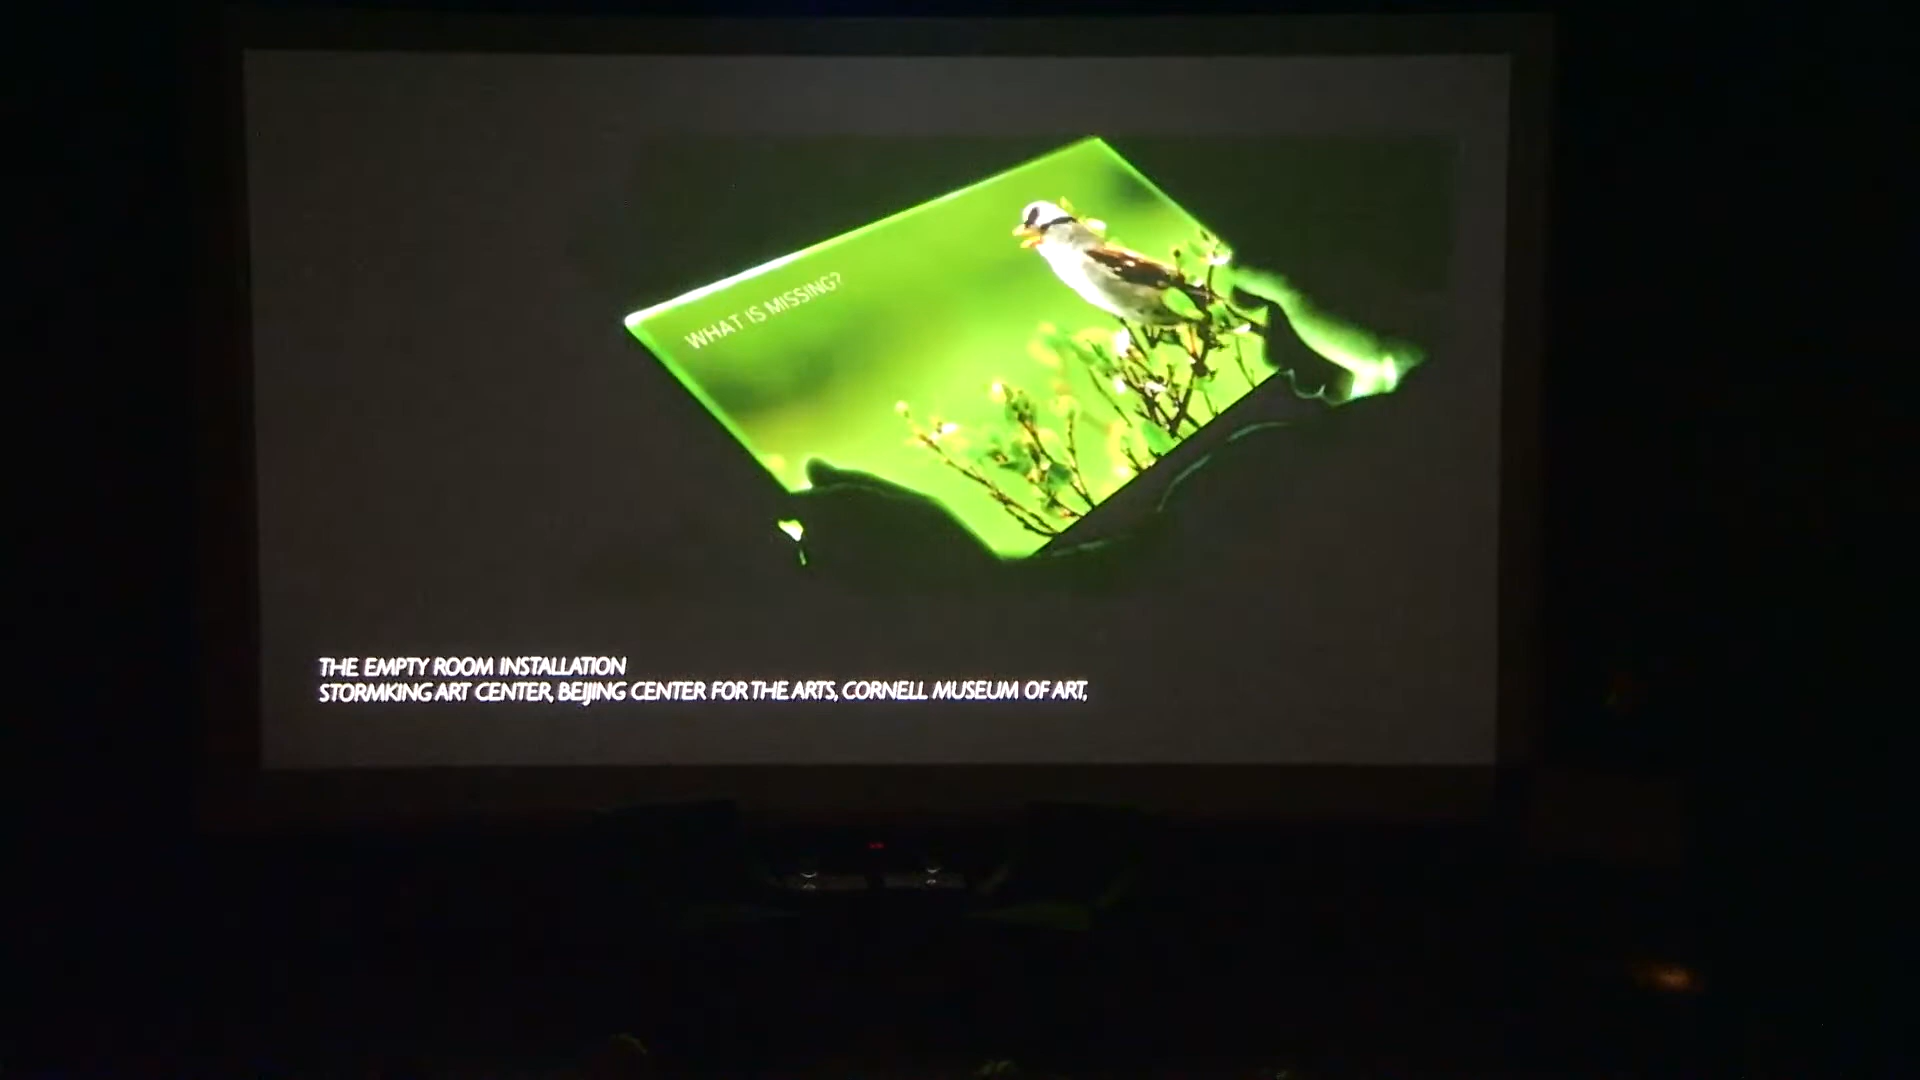 WHAT IS MISSING?
THE EMPTY ROOM INSTALLATION
STORMKING ART CENTER, BEIJING CENTER FOR THE ARTS, CORNELL MUSEUM OF ART,